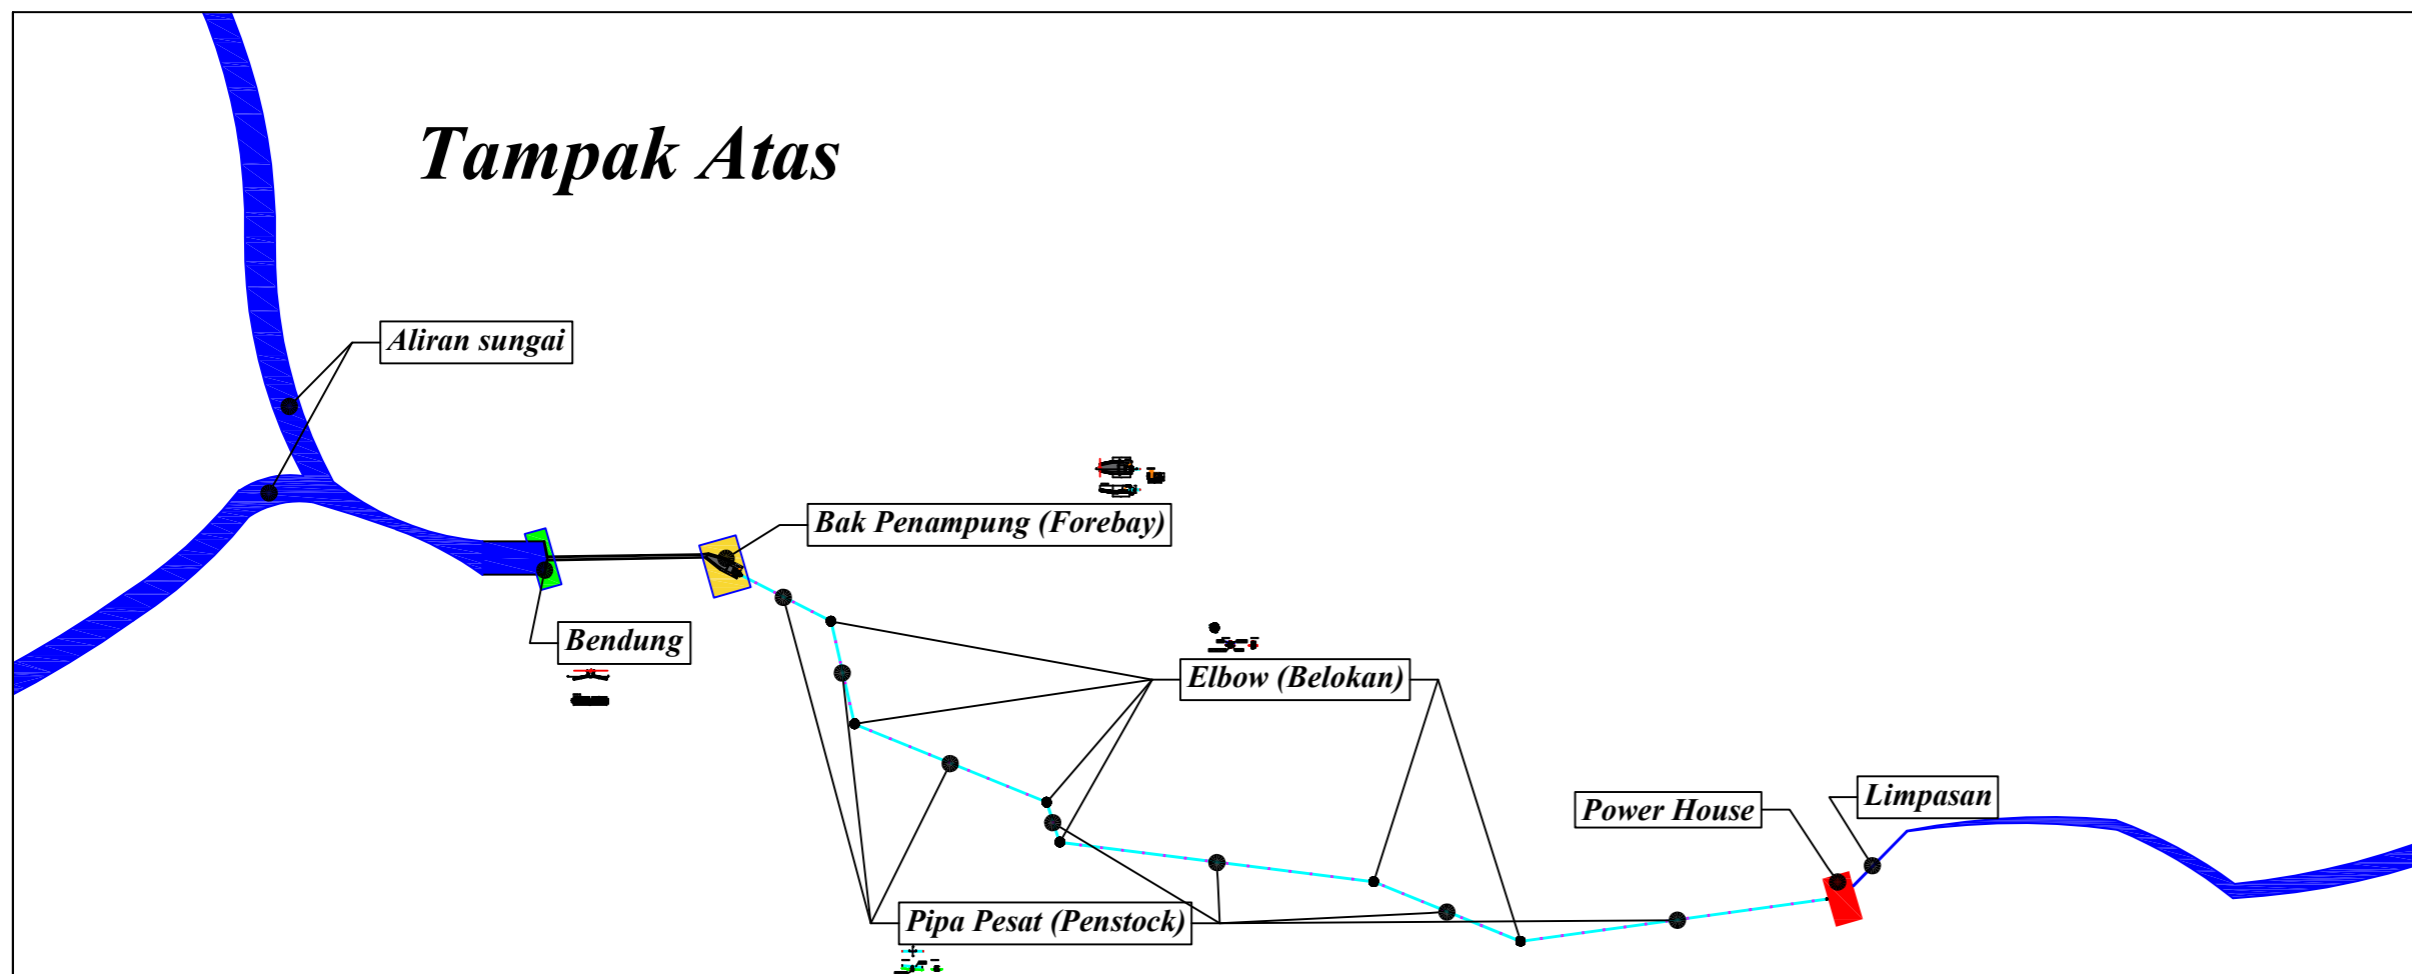 Tampak Atas
Aliran sungai
Bak Penampung (Forebay)
Bendung
Elbow (Belokan)
Power House
Limpasan
Pipa Pesat (Penstock)